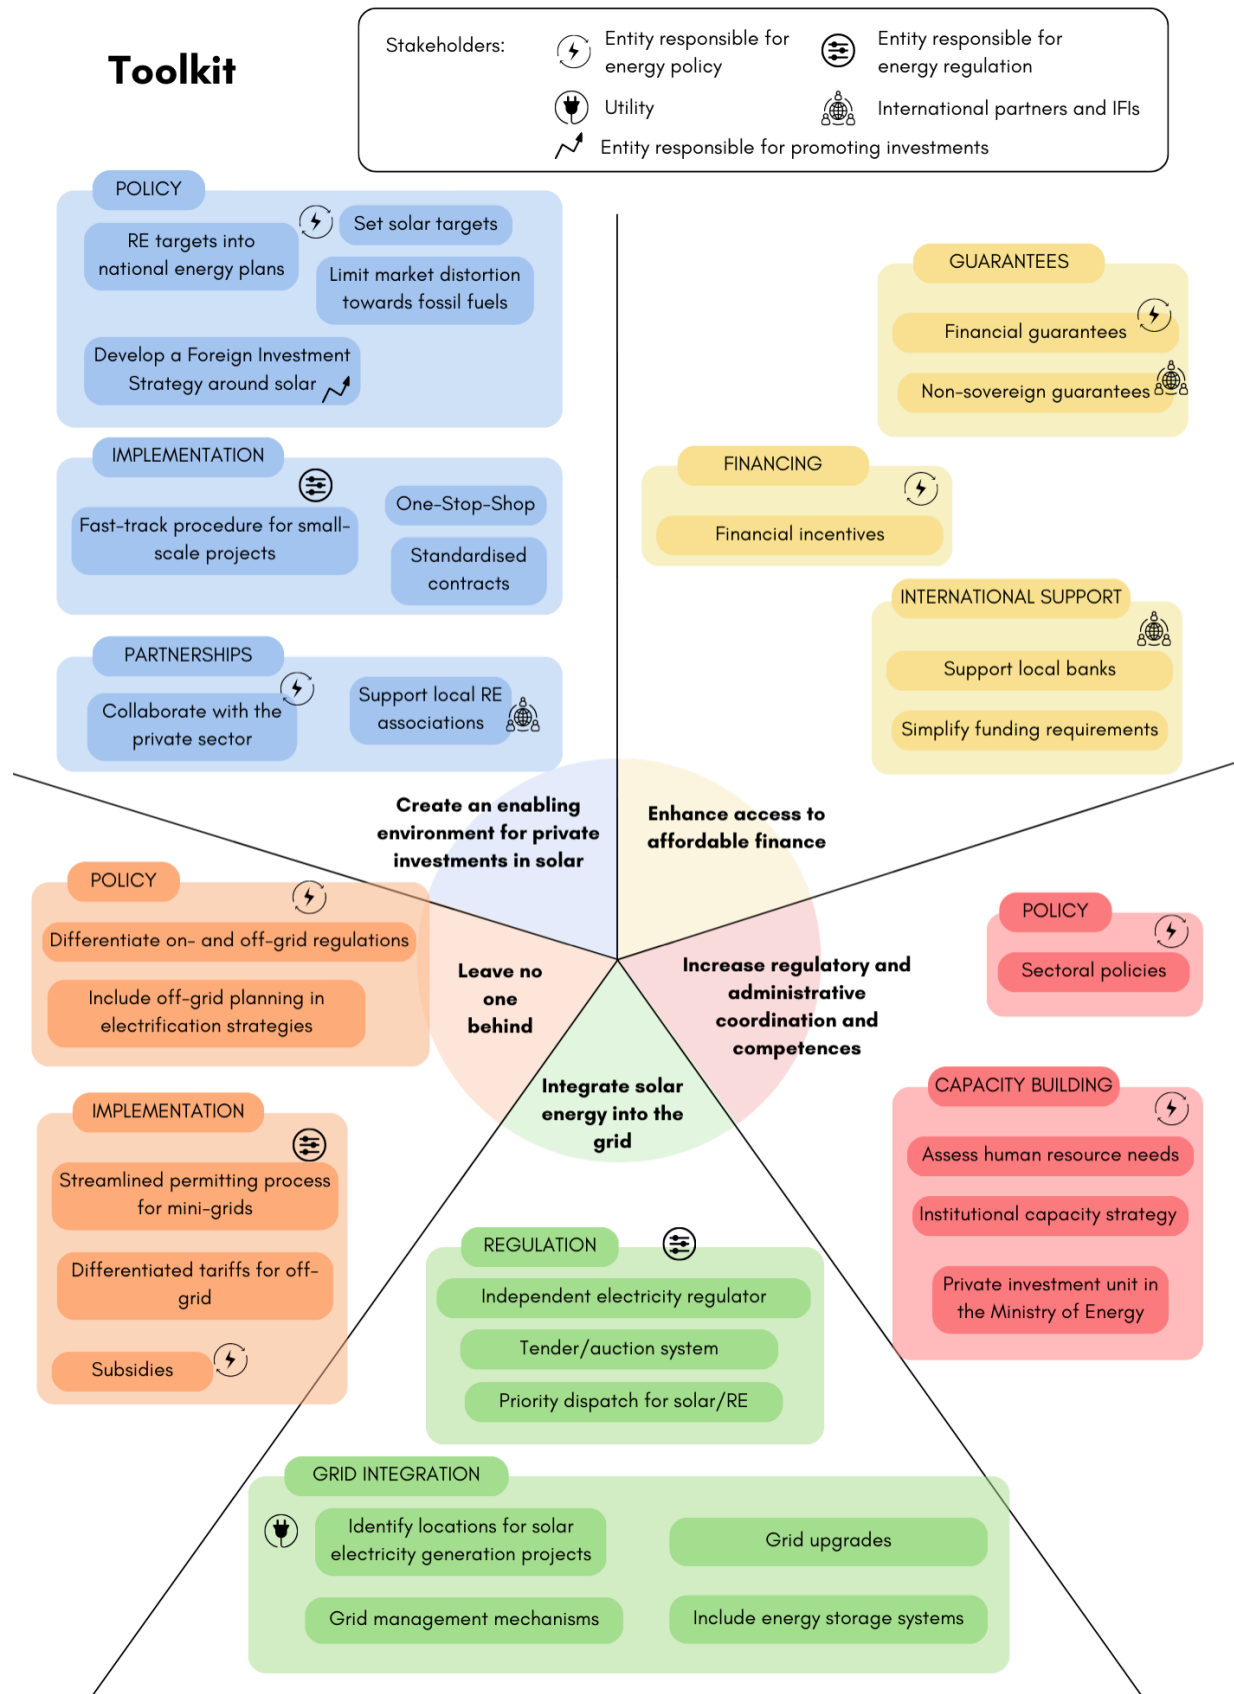 Toolkit
Stakeholders:
Entity responsible for
energy policy
Entity responsible for
energy regulation
Utility
International partners and IFIs
Entity responsible for promoting investments
POLICY
RE targets into
national energy plans
Set solar targets
Limit market distortion
towards fossil fuels
Develop a Foreign Investment
Strategy around solar
IMPLEMENTATION
Fast-track procedure for small-
scale projects
One-Stop-Shop
Standardised
contracts
PARTNERSHIPS
Collaborate with the
private sector
Support local RE
associations
GUARANTEES
Financial guarantees
Non-sovereign guarantees
FINANCING
Financial incentives
INTERNATIONAL SUPPORT
Support local banks
Simplify funding requirements
Create an enabling
environment for private
investments in solar
Enhance access to
affordable finance
Leave no
one
behind
Increase regulatory and
administrative
coordination and
competences
Integrate solar
energy into the
grid
POLICY
Differentiate on- and off-grid regulations
Include off-grid planning in
electrification strategies
IMPLEMENTATION
Streamlined permitting process
for mini-grids
Differentiated tariffs for off-
grid
Subsidies
POLICY
Sectoral policies
CAPACITY BUILDING
Assess human resource needs
Institutional capacity strategy
Private investment unit in
the Ministry of Energy
REGULATION
Independent electricity regulator
Tender/auction system
Priority dispatch for solar/RE
GRID INTEGRATION
Identify locations for solar
electricity generation projects
Grid upgrades
Grid management mechanisms
Include energy storage systems